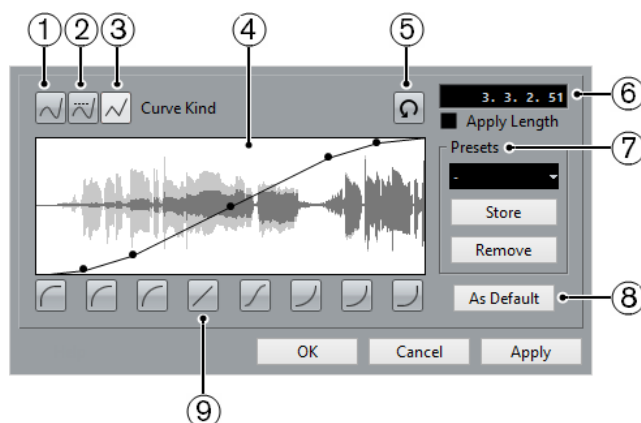 1 2 3 4 5
Curve Kind
3. 3. 2. 51
6
Apply Length
Presets
7
-
Store
Remove
As Default
8
OK Cancel Apply
9